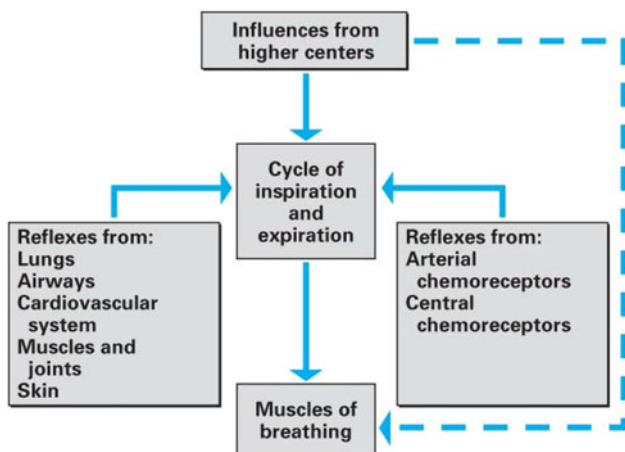 Influences from
higher centers
Cycle of
inspiration
and
expiration
Reflexes from:
Lungs
Airways
Cardiovascular
system
Muscles and
joints
Skin
Reflexes from:
Arterial
chemoreceptors
Central
chemoreceptors
Muscles of
breathing